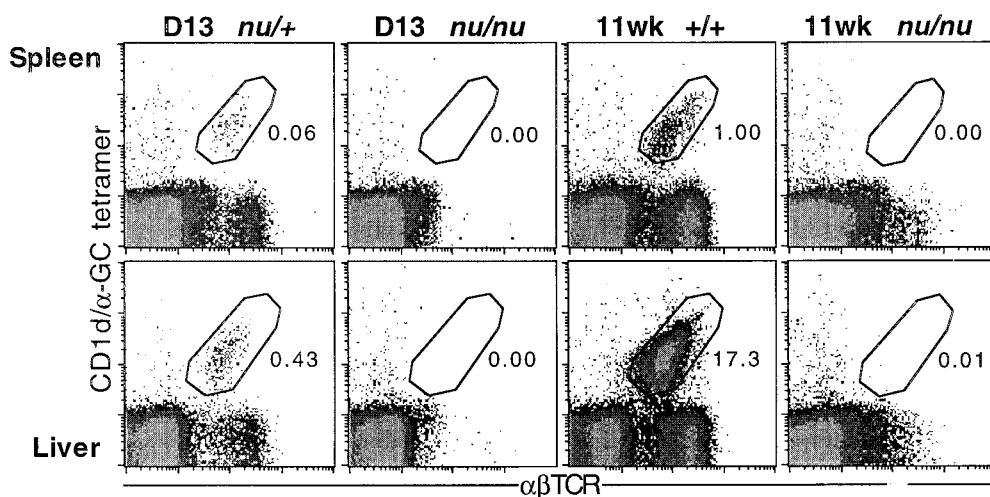 D13 nu/+ D13 nu/nu 11wk +/+ 11wk nu/nu
Spleen
0.06 0.00 1.00 0.00
CD1d/α-GC tetramer
0.43 0.00 17.3 0.01
Liver
αβTCR